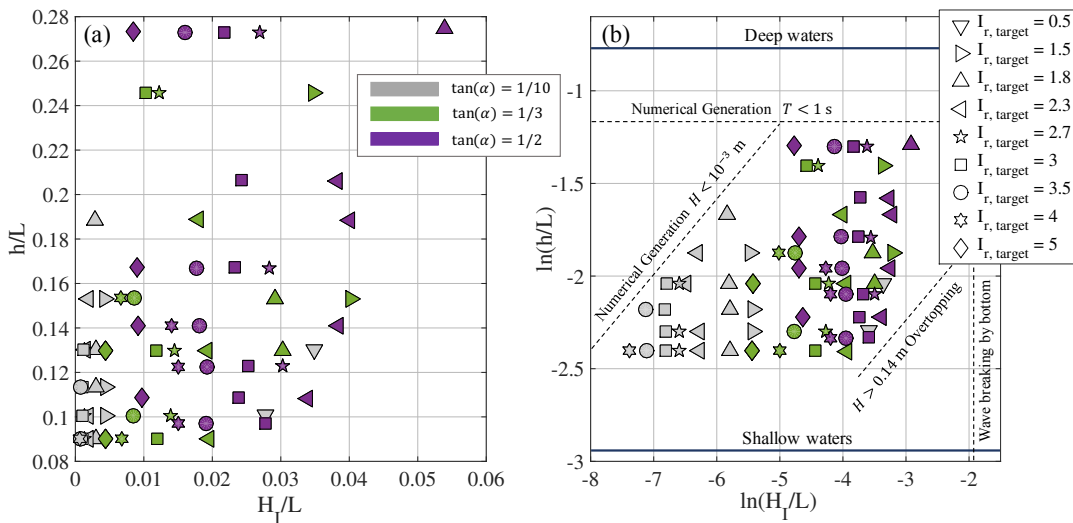 (a)
h/L
0.28
0.26
0.24
0.22
0.2
0.18
0.16
0.14
0.12
0.1
0.08
0
0.01
0.02
0.03
0.04
0.05
0.06
H_I/L
tan(α) = 1/10
tan(α) = 1/3
tan(α) = 1/2
(b)
ln(h/L)
-1
-1.5
-2
-2.5
-3
-8
-7
-6
-5
-4
-3
-2
ln(H_I/L)
Deep waters
Numerical Generation T < 1 s
Numerical Generation H < 10⁻³ m
H > 0.14 m Overtopping
Wave breaking by bottom
Shallow waters
I_r, target = 0.5
I_r, target = 1.5
I_r, target = 1.8
I_r, target = 2.3
I_r, target = 2.7
I_r, target = 3
I_r, target = 3.5
I_r, target = 4
I_r, target = 5